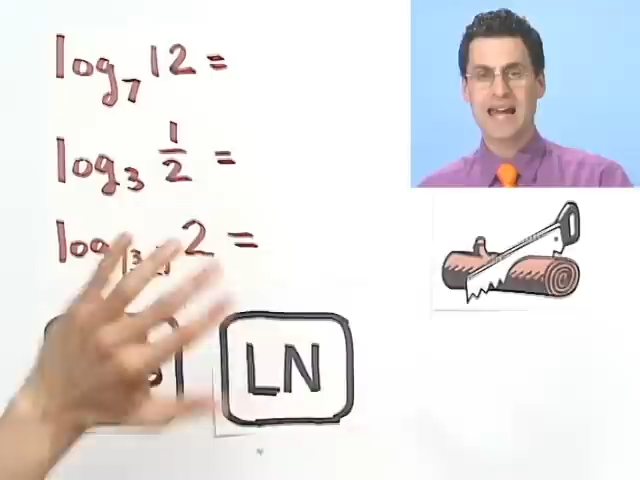 log₇ 12 =
log₃ 1/2 =
2 =
LN